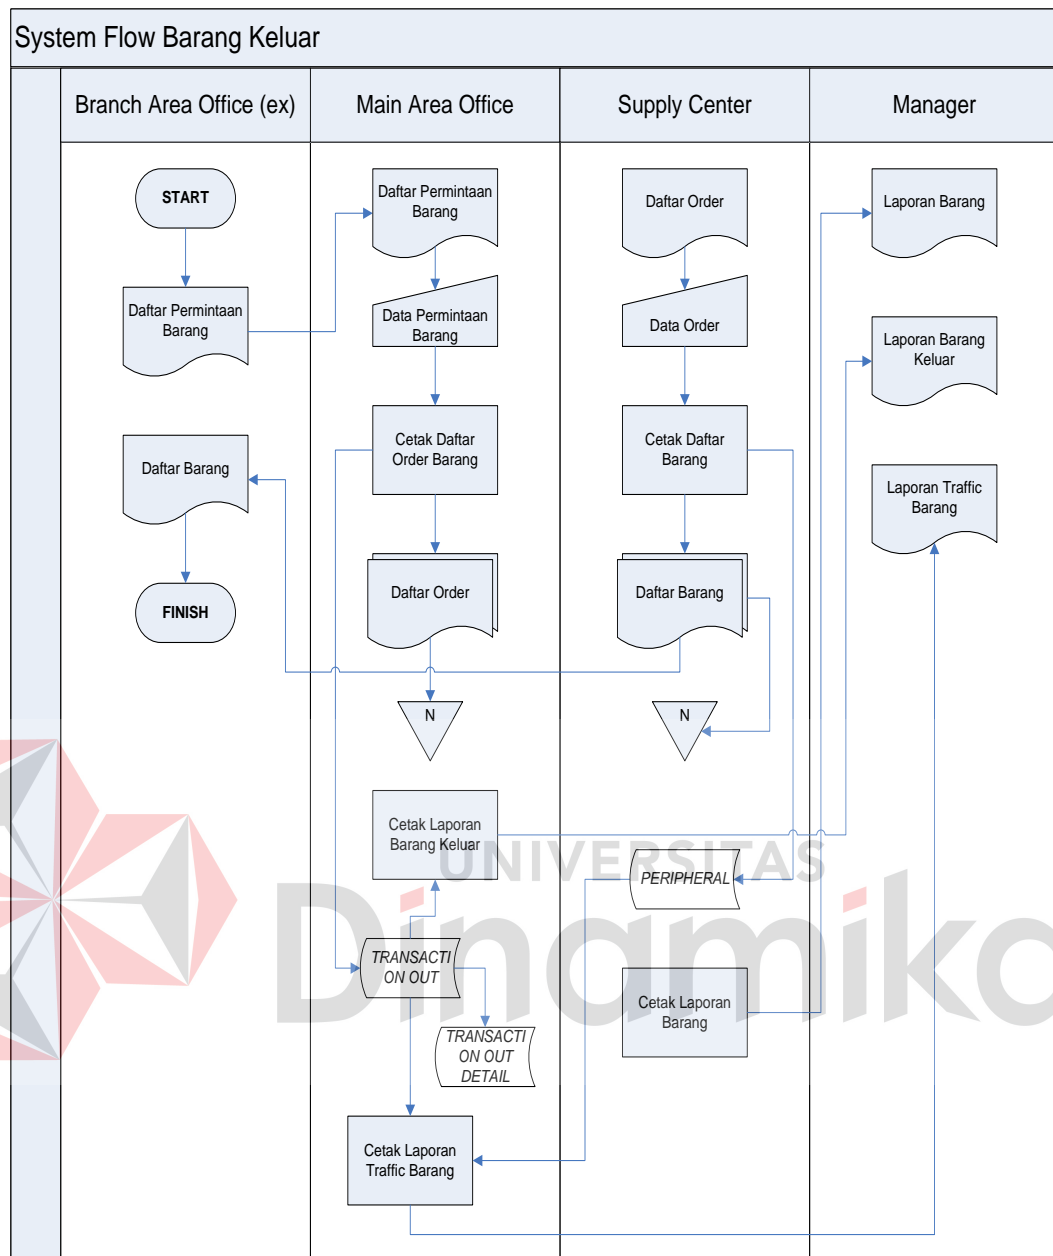 System Flow Barang Keluar
Branch Area Office (ex)
Main Area Office
Supply Center
Manager
START
Daftar Permintaan
Barang
Daftar Barang
FINISH
Daftar Permintaan
Barang
Data Permintaan
Barang
Cetak Daftar
Order Barang
Daftar Order
N
Cetak Laporan
Barang Keluar
TRANSACTI
ON OUT
TRANSACTI
ON OUT
DETAIL
Cetak Laporan
Traffic Barang
Daftar Order
Data Order
Cetak Daftar
Barang
Daftar Barang
N
PERIPHERAL
Cetak Laporan
Barang
Laporan Barang
Laporan Barang
Keluar
Laporan Traffic
Barang
UNIVERSITAS
Dinamika